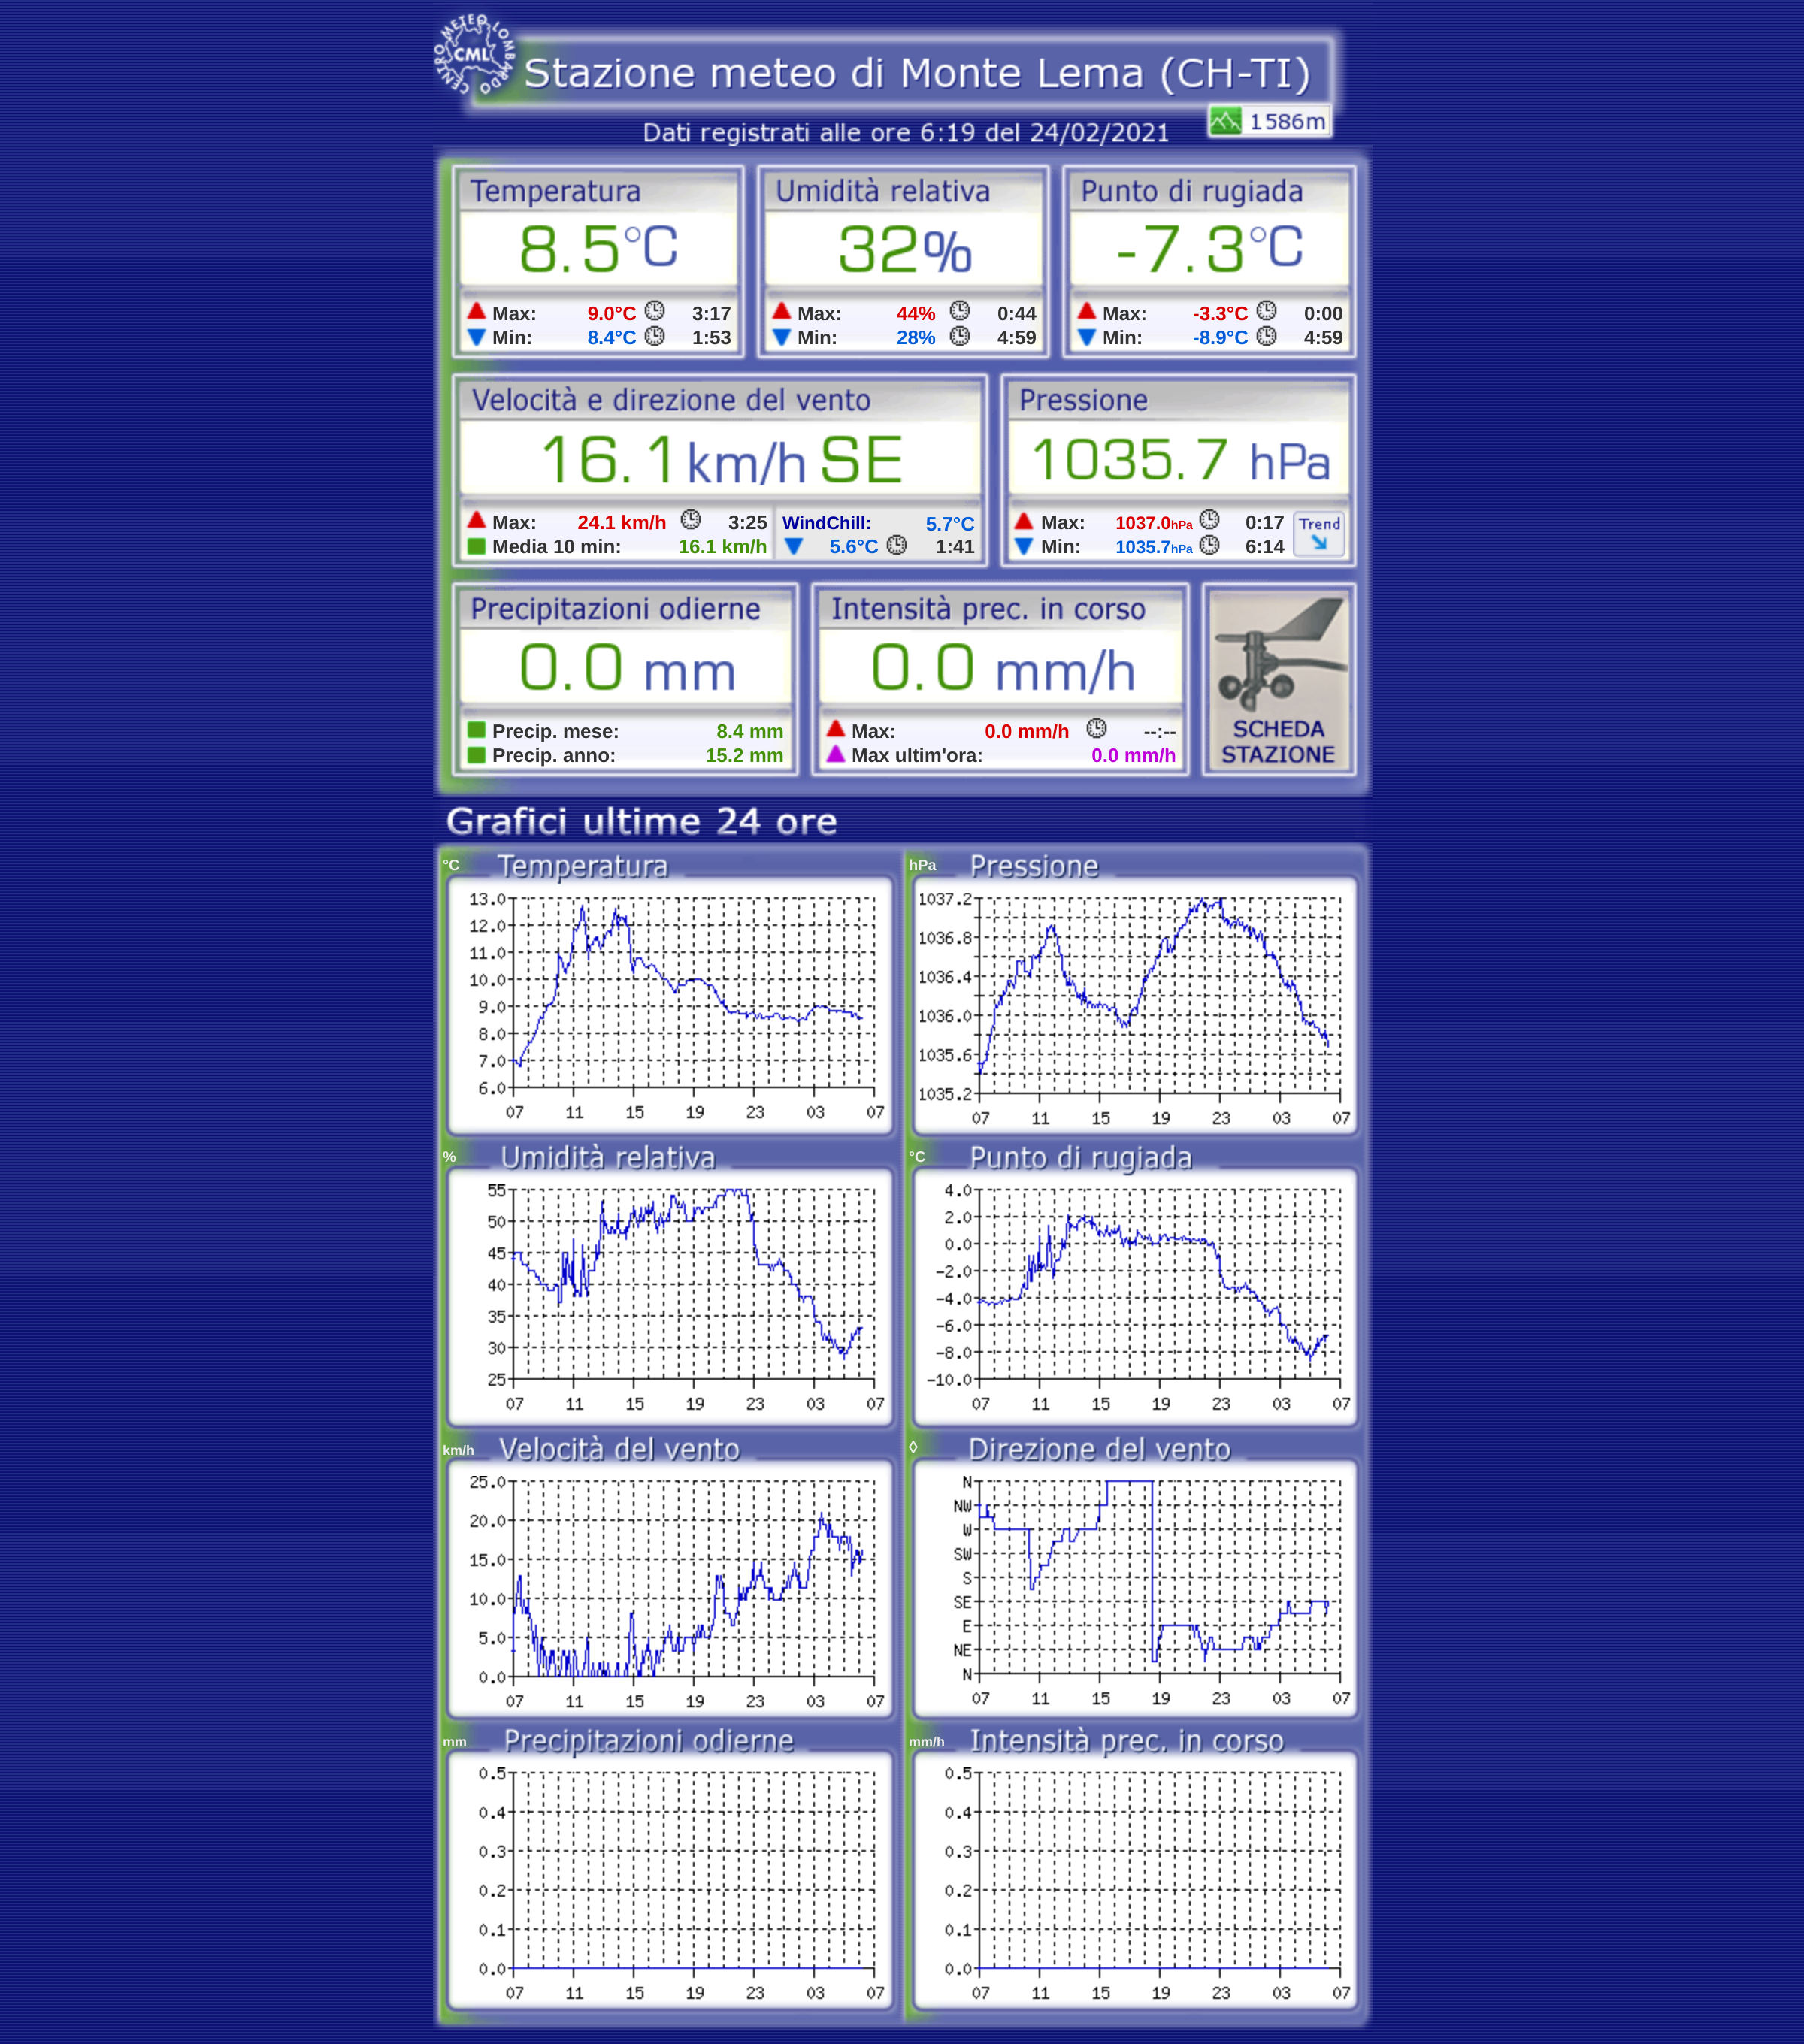 CENTRO METEO LOMBARDO
CML
Stazione meteo di Monte Lema (CH-TI)
1586m
Dati registrati alle ore 6:19 del 24/02/2021
Temperatura Umidità relativa Punto di rugiada
8.5°C 32% -7.3°C
Max: 9.0°C 3:17 Max: 44% 0:44 Max: -3.3°C 0:00
Min: 8.4°C 1:53 Min: 28% 4:59 Min: -8.9°C 4:59
Velocità e direzione del vento Pressione
16.1km/h SE 1035.7 hPa
Max: 24.1 km/h 3:25 WindChill: 5.7°C Max: 1037.0hPa 0:17 Trend
Media 10 min: 16.1 km/h 5.6°C 1:41 Min: 1035.7hPa 6:14
Precipitazioni odierne Intensità prec. in corso
0.0 mm 0.0 mm/h
Precip. mese: 8.4 mm Max: 0.0 mm/h --:-- SCHEDA
Precip. anno: 15.2 mm Max ultim'ora: 0.0 mm/h STAZIONE
Grafici ultime 24 ore
°C Temperatura
13.0
12.0
11.0
10.0
9.0
8.0
7.0
6.0
07 11 15 19 23 03 07
hPa Pressione
1037.2
1036.8
1036.4
1036.0
1035.6
1035.2
07 11 15 19 23 03 07
% Umidità relativa
55
50
45
40
35
30
25
07 11 15 19 23 03 07
°C Punto di rugiada
4.0
2.0
0.0
-2.0
-4.0
-6.0
-8.0
-10.0
07 11 15 19 23 03 07
km/h Velocità del vento
25.0
20.0
15.0
10.0
5.0
0.0
07 11 15 19 23 03 07
◊ Direzione del vento
N
NW
W
SW
S
SE
E
NE
N
07 11 15 19 23 03 07
mm Precipitazioni odierne
0.5
0.4
0.3
0.2
0.1
0.0
07 11 15 19 23 03 07
mm/h Intensità prec. in corso
0.5
0.4
0.3
0.2
0.1
0.0
07 11 15 19 23 03 07